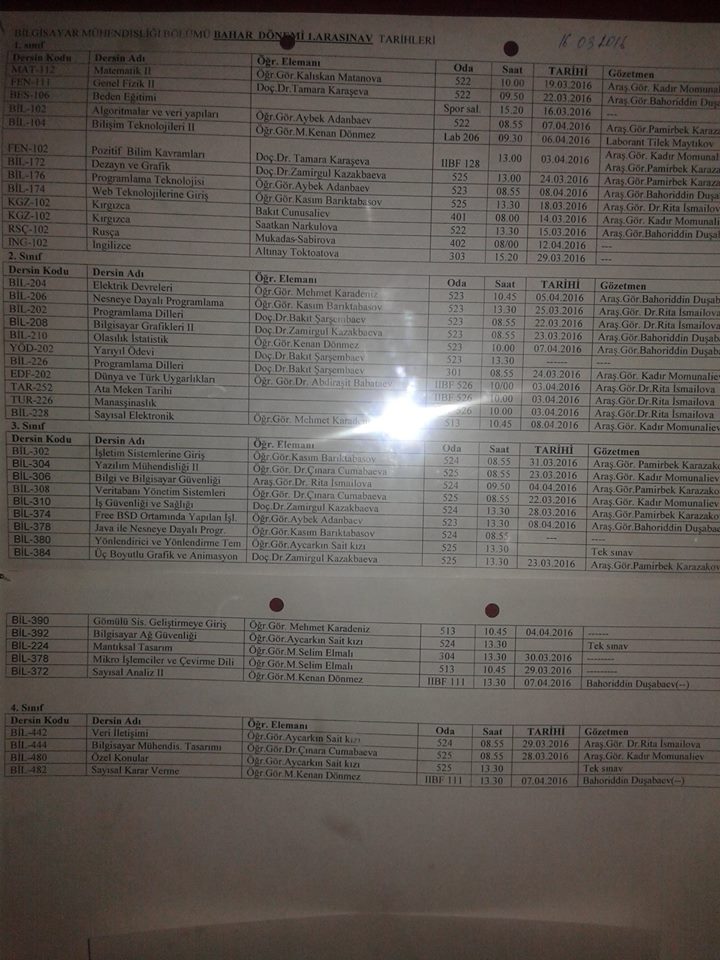 BİLGİSAYAR MÜHENDİSLİĞİ BÖLÜMÜ BAHAR DÖNEMİ I.ARASINAV TARİHLERİ
16.03.2016
1. sınıf
Dersin Kodu Dersin Adı Öğr. Elemanı Oda Saat TARİHİ Gözetmen
MAT-112 Matematik II Öğr.Gör.Kalıskan Matanova 522 10.00 19.03.2016 Araş.Gör.Kadır Momunal
FEN-111 Genel Fizik II Doç.Dr.Tamara Karaşeva 522 09.50 22.03.2016 Araş.Gör.Bahoriddin Duşa
BES-106 Beden Eğitimi Spor sal. 15.20 16.03.2016 ---
BİL-102 Algoritmalar ve veri yapıları Öğr.Gör.Aybek Adanbaev 522 08.55 07.04.2016 Araş.Gör.Pamirbek Karaza
BİL-104 Bilişim Teknolojileri II Öğr.Gör.M.Kenan Dönmez Lab 206 09.30 06.04.2016 Laborant Tilek Maytıkov
FEN-102 Pozitif Bilim Kavramları Doç.Dr. Tamara Karaşeva IIBF 128 13.00 03.04.2016 Araş.Gör. Kadır Momunal
Araş.Gör.Pamirbek Karaza
BİL-172 Dezayn ve Grafik Doç.Dr.Zamirgul Kazakbaeva 525 13.00 24.03.2016 Araş.Gör.Pamirbek Karaza
BİL-176 Programlama Teknolojisi Öğr.Gör.Aybek Adanbaev 523 08.55 08.04.2016 Araş.Gör.Bahoriddin Duşa
BİL-174 Web Teknolojilerine Giriş Öğr.Gör.Kasım Barıktabasov 525 13.30 18.03.2016 Araş.Gör. Dr.Rita İsmailova
KGZ-102 Kırgızca Bakıt Cunusaliev 401 08.00 14.03.2016 Araş.Gör. Kadır Momunali
KGZ-102 Kırgızca Saatkan Narkulova 522 13.30 15.03.2016 Araş.Gör.Bahoriddin Duşa
RSÇ-102 Rusça Mukadas-Sabirova 402 08/00 12.04.2016 ---
ING-102 İngilizce Altınay Toktoatova 303 15.20 29.03.2016 ---
2. Sınıf
Dersin Kodu Dersin Adı Öğr. Elemanı Oda Saat TARİHİ Gözetmen
BİL-204 Elektrik Devreleri Öğr.Gör. Mehmet Karadeniz 523 10.45 05.04.2016 Araş.Gör.Bahoriddin Duşab
BİL-206 Nesneye Dayalı Programlama Öğr.Gör. Kasım Barıktabasov 523 13.30 25.03.2016 Araş.Gör. Dr.Rita İsmailova
BİL-202 Programlama Dilleri Doç.Dr.Bakıt Şarşembaev 523 08.55 22.03.2016 Araş.Gör. Dr.Rita İsmailova
BİL-208 Bilgisayar Grafikleri II Doç.Dr.Zamirgul Kazakbaeva 523 08.55 23.03.2016 Araş.Gör. Dr.Rita İsmailova
BİL-210 Olasılık İstatistik Öğr.Gör.Kenan Dönmez 523 10.00 07.04.2016 Araş.Gör.Bahoriddin Duşab
YÖD-202 Yarıyıl Ödevi Doç.Dr.Bakıt Şarşembaev 523 13.30 ----- ----
BİL-226 Programlama Dilleri Doç.Dr.Bakıt Şarşembaev 301 08.55 24.03.2016 Araş.Gör. Kadır Momunaliev
EDF-202 Dünya ve Türk Uygarlıkları Öğr. Gör.Dr. Abdiraşit Babataev IIBF 526 10/00 03.04.2016 Araş.Gör.Dr.Rita İsmailova
TAR-252 Ata Meken Tarihi IIBF 526 10.00 03.04.2016 Araş.Gör.Dr.Rita İsmailova
TUR-226 Manasşinaslık 526 10.00 03.04.2016 Araş.Gör.Dr.Rita İsmailova
BİL-228 Sayısal Elektronik Öğr.Gör. Mehmet Karadeniz 513 10.45 08.04.2016 Araş.Gör. Kadır Momunaliev
3. Sınıf
Dersin Kodu Dersin Adı Öğr. Elemanı Oda Saat TARİHİ Gözetmen
BİL-302 İşletim Sistemlerine Giriş Öğr.Gör.Kasım Barıktabasov 524 08.55 31.03.2016 Araş.Gör. Pamirbek Karazako
BİL-304 Yazılım Mühendisliği II Öğr.Gör. Dr.Çınara Cumabaeva 525 08.55 23.03.2016 Araş.Gör. Kadır Momunaliev
BİL-306 Bilgi ve Bilgisayar Güvenliği Araş.Gör.Dr. Rita İsmailova 524 09.50 04.04.2016 Araş.Gör.Pamirbek Karazako
BİL-308 Veritabanı Yönetim Sistemleri Öğr.Gör. Dr.Çınara Cumabaeva 525 08.55 22.03.2016 Araş.Gör. Kadır Momunaliev
BİL-310 İş Güvenliği ve Sağlığı Doç.Dr.Zamirgul Kazakbaeva 524 13.30 28.03.2016 Araş.Gör.Pamirbek Karazako
BİL-374 Free BSD Ortamında Yapılan İşl. Öğr.Gör.Aybek Adanbaev 523 13.30 08.04.2016 Araş.Gör.Bahoriddin Duşabae
BİL-378 Java ile Nesneye Dayalı Progr. Öğr.Gör.Kasım Barıktabasov 524 08.55 --- ----
BİL-380 Yönlendirici ve Yönlendirme Tem Öğr.Gör.Aycarkın Sait kızı 525 13.30 Tek sınav
BİL-384 Üç Boyutlu Grafik ve Animasyon Doç.Dr.Zamirgul Kazakbaeva 525 13.30 23.03.2016 Araş.Gör.Pamirbek Karazakov
BİL-390 Gömülü Sis. Geliştirmeye Giriş Öğr.Gör. Mehmet Karadeniz 513 10.45 04.04.2016 ------
BİL-392 Bilgisayar Ağ Güvenliği Öğr.Gör.Aycarkın Sait kızı 524 13.30 Tek sınav
BİL-224 Mantıksal Tasarım Öğr.Gör.M.Selim Elmalı 304 13.30 30.03.2016 --------
BİL-378 Mikro İşlemciler ve Çevirme Dili Öğr.Gör.M.Selim Elmalı 513 10.45 29.03.2016 ---------
BİL-372 Sayısal Analiz II Öğr.Gör.M.Kenan Dönmez IIBF 111 13.30 07.04.2016 Bahoriddin Duşabaev(--)
4. Sınıf
Dersin Kodu Dersin Adı Öğr. Elemanı Oda Saat TARİHİ Gözetmen
BİL-442 Veri İletişimi Öğr.Gör.Aycarkın Sait kızı 524 08.55 29.03.2016 Araş.Gör. Dr.Rita İsmailova
BİL-444 Bilgisayar Mühendis. Tasarımı Öğr.Gör.Dr.Çınara Cumabaeva 525 08.55 28.03.2016 Araş.Gör. Kadır Momunaliev
BİL-480 Özel Konular Öğr.Gör.Aycarkın Sait kızı 525 13.30 Tek sınav
BİL-482 Sayısal Karar Verme Öğr.Gör.M.Kenan Dönmez IIBF 111 13.30 07.04.2016 Bahoriddin Duşabaev(--)